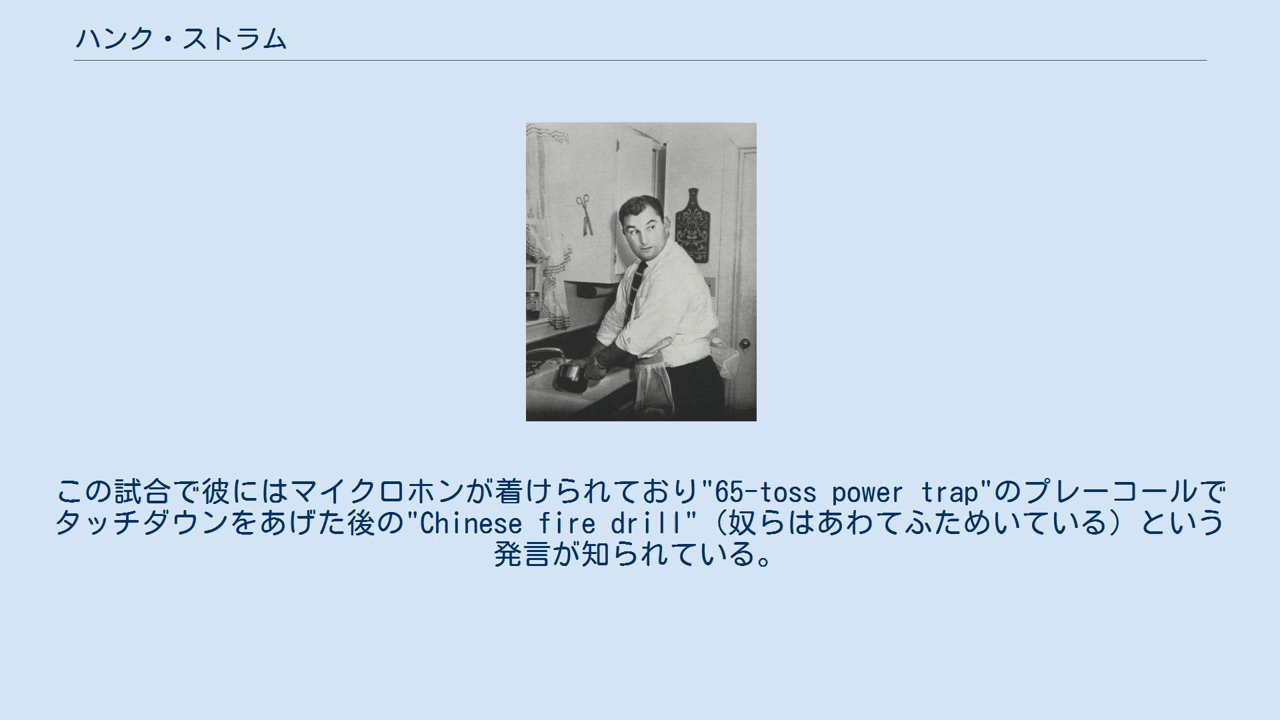 ハンク・ストラム
この試合で彼にはマイクロホンが着けられており"65-toss power trap"のプレーコールで
タッチダウンをあげた後の"Chinese fire drill"（奴らはあわてふためいている）という
発言が知られている。